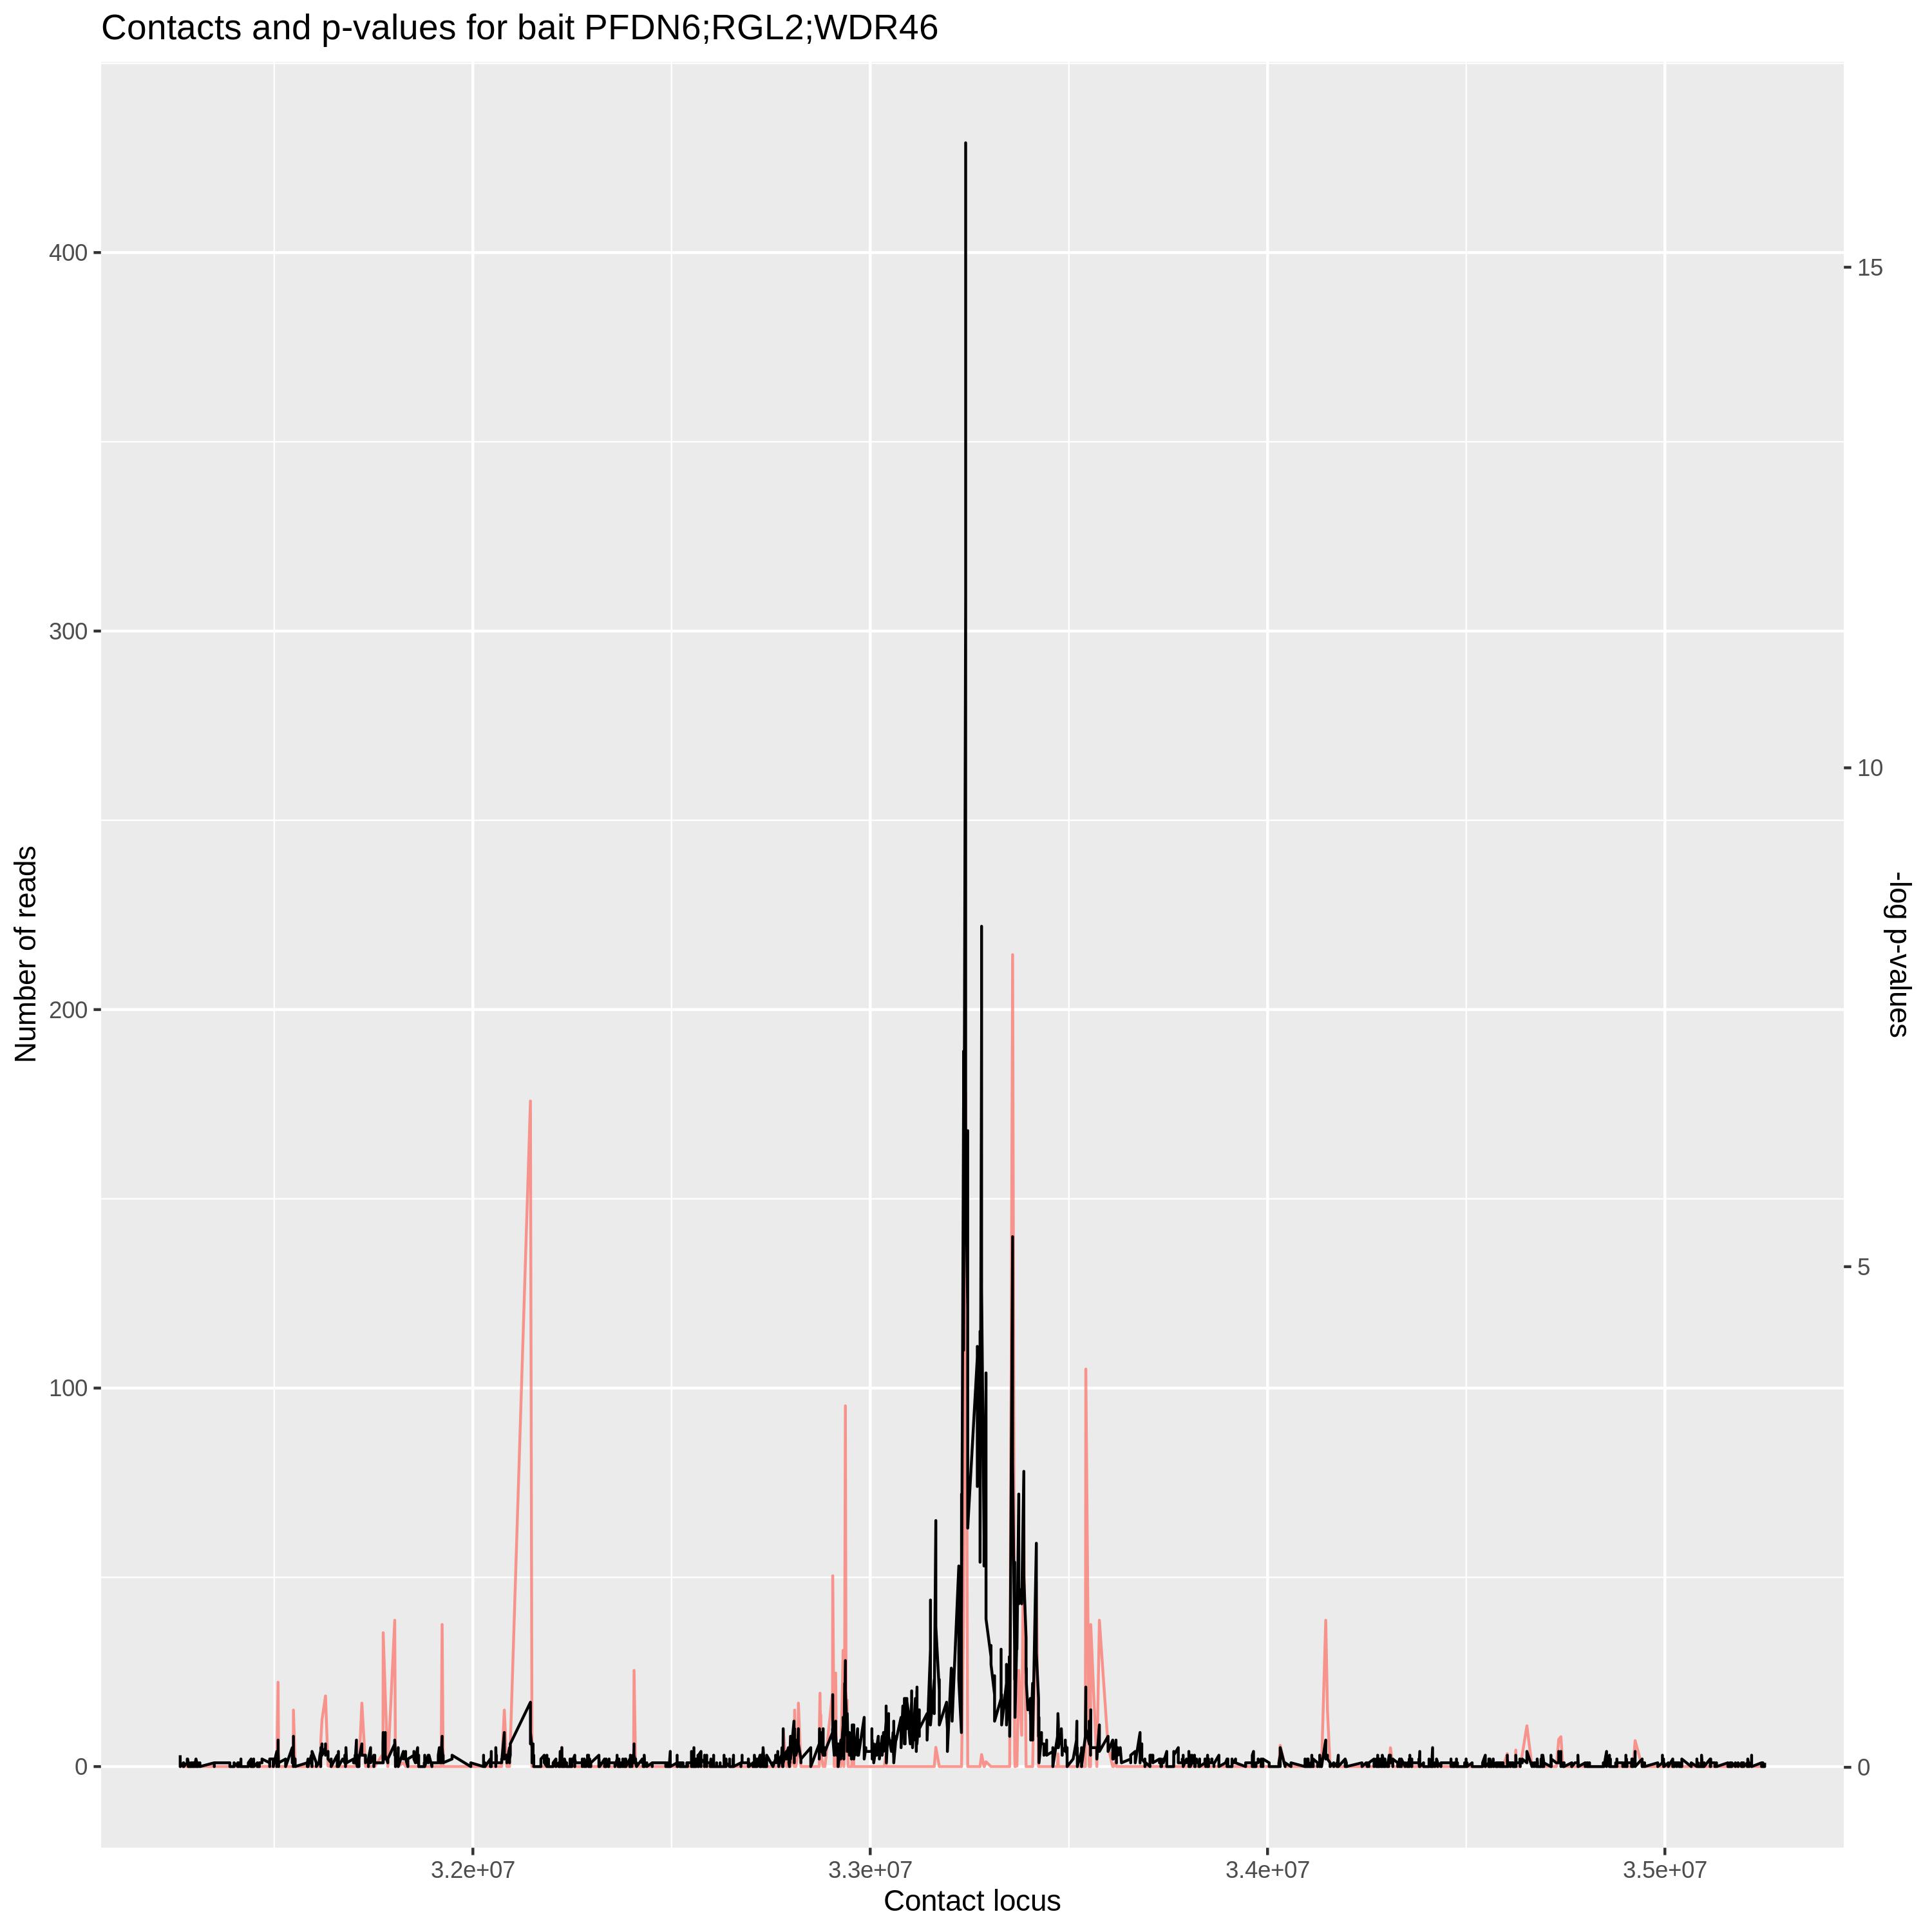 Contacts and p-values for bait PFDN6;RGL2;WDR46
400
300
200
100
0
Number of reads
15
10
5
0
-log p-values
3.2e+07
3.3e+07
3.4e+07
3.5e+07
Contact locus